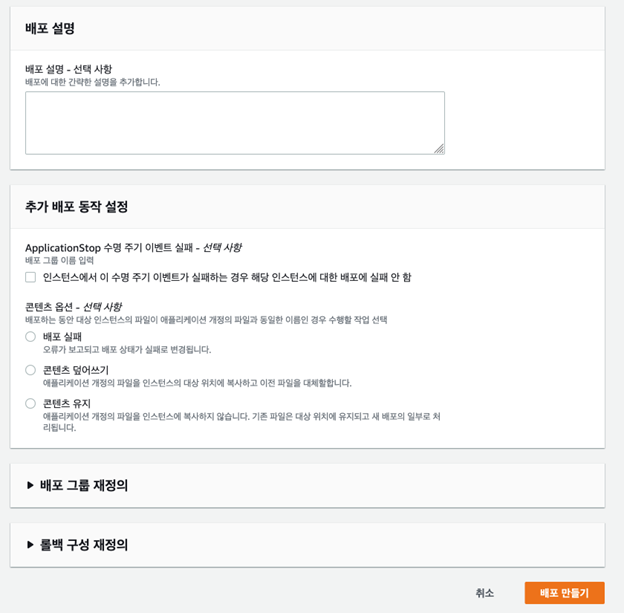 배포 설명
배포 설명 - 선택 사항
배포에 대한 간략한 설명을 추가합니다.
추가 배포 동작 설정
ApplicationStop 수명 주기 이벤트 실패 - 선택 사항
배포 그룹 이름 입력
인스턴스에서 이 수명 주기 이벤트가 실패하는 경우 해당 인스턴스에 대한 배포에 실패 안 함
콘텐츠 옵션 - 선택 사항
배포하는 동안 대상 인스턴스의 파일이 애플리케이션 개정의 파일과 동일한 이름인 경우 수행할 작업 선택
배포 실패
오류가 보고되고 배포 상태가 실패로 변경됩니다.
콘텐츠 덮어쓰기
애플리케이션 개정의 파일을 인스턴스의 대상 위치에 복사하고 이전 파일을 대체할합니다.
콘텐츠 유지
애플리케이션 개정의 파일을 인스턴스에 복사하지 않습니다. 기존 파일은 대상 위치에 유지되고 새 배포의 일부로 처
리됩니다.
배포 그룹 재정의
롤백 구성 재정의
취소
배포 만들기